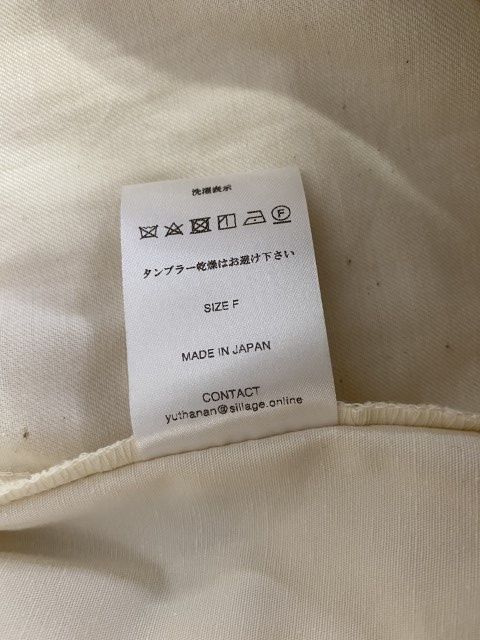 洗濯表示
F
タンブラー乾燥はお避け下さい
SIZE F
MADE IN JAPAN
CONTACT
yuthanan@sillage.online